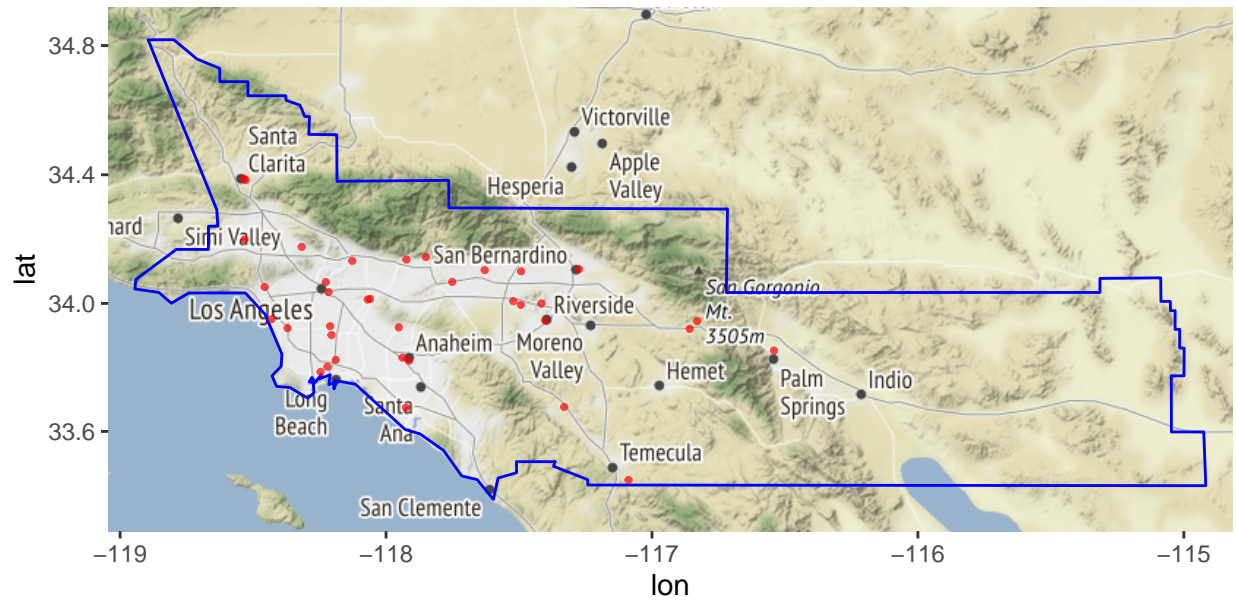 34.8
34.4
34.0
33.6
lat
Victorville
Santa
Clarita
Apple
Valley
Hesperia
nard
Simi Valley
San Bernardino
San Gorgonio
Mt.
3505m
Los Angeles
Riverside
Moreno
Valley
Anaheim
Hemet
Palm
Springs
Indio
Long
Beach
Santa
Ana
Temecula
San Clemente
−119
−118
−117
−116
−115
lon